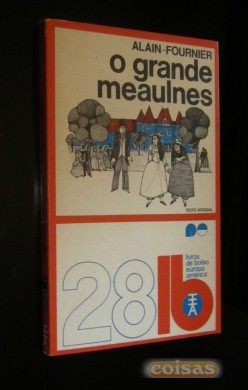 ALAIN-FOURNIER
o grande
meaulnes
TEXTO INTEGRAL
28
lb
livros
de bolso
europa
américa
coisas